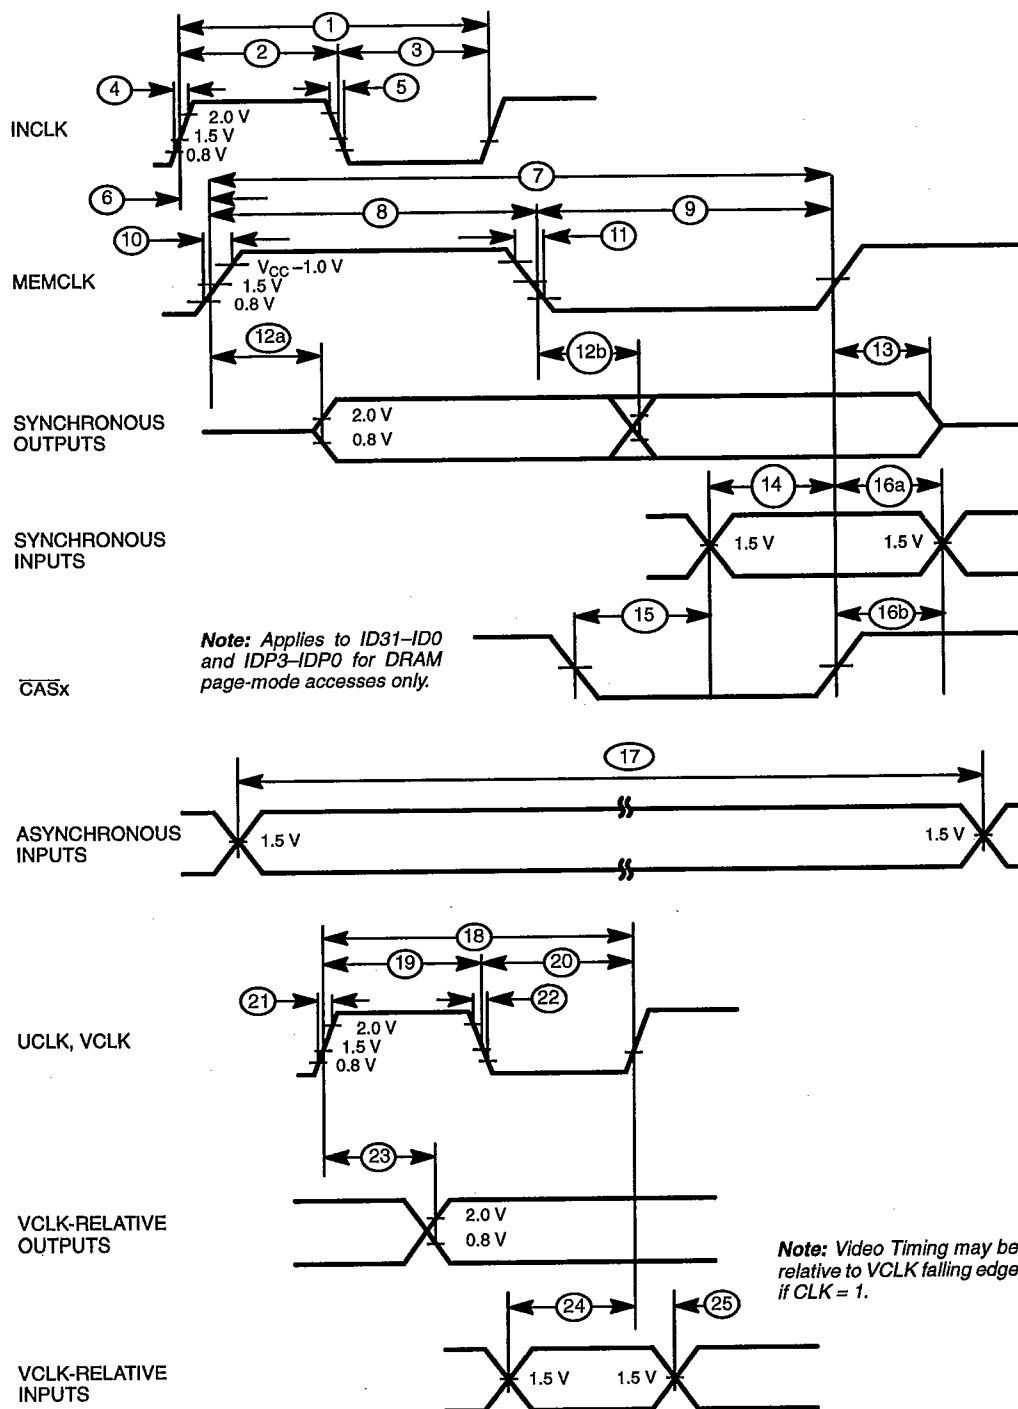 1
2
3
4
5
2.0 V
INCLK
1.5 V
0.8 V
6
7
8
9
10
11
MEMCLK
VCC –1.0 V
1.5 V
0.8 V
12a
12b
13
SYNCHRONOUS
OUTPUTS
2.0 V
0.8 V
14
16a
SYNCHRONOUS
INPUTS
1.5 V
1.5 V
15
16b
Note: Applies to ID31–ID0
and IDP3–IDP0 for DRAM
page-mode accesses only.
CASx
17
ASYNCHRONOUS
INPUTS
1.5 V
1.5 V
18
19
20
21
22
UCLK, VCLK
2.0 V
1.5 V
0.8 V
23
VCLK-RELATIVE
OUTPUTS
2.0 V
0.8 V
Note: Video Timing may be
relative to VCLK falling edge
if CLK = 1.
24
25
VCLK-RELATIVE
INPUTS
1.5 V
1.5 V